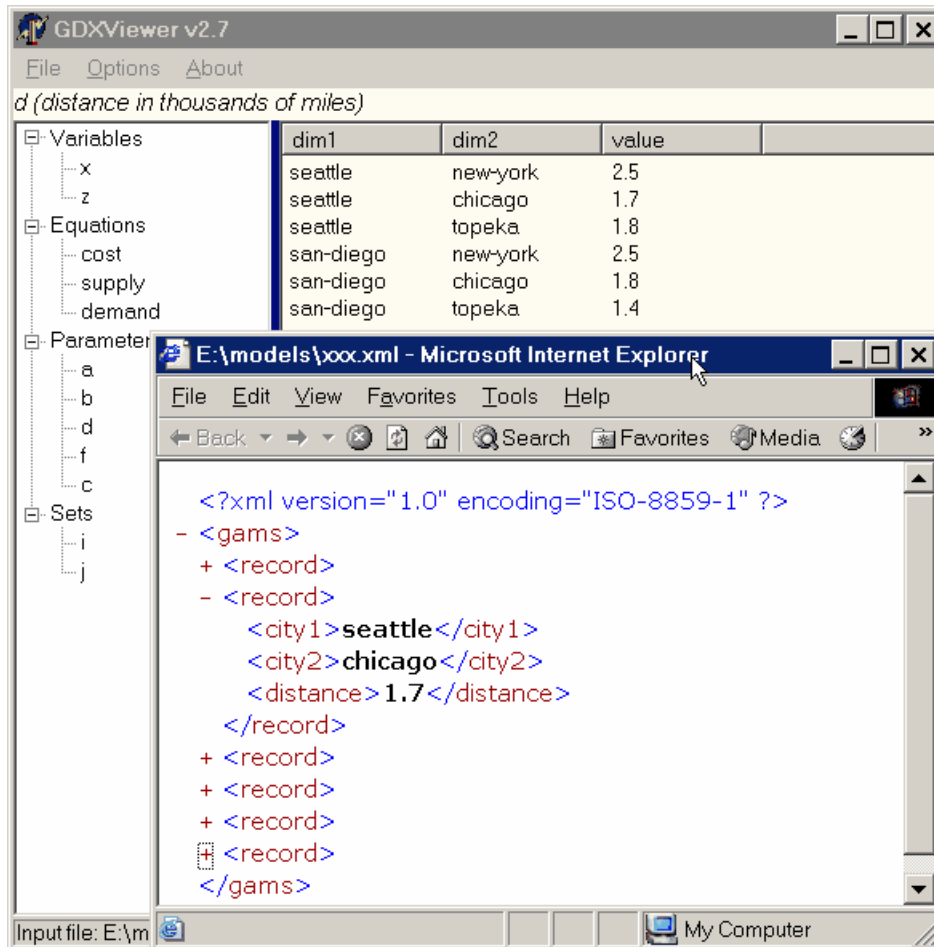 GDXViewer v2.7
File Options About
d (distance in thousands of miles)
Variables
x
z
Equations
cost
supply
demand
Parameter
a
b
d
f
c
Sets
i
j
dim1 dim2 value
seattle new-york 2.5
seattle chicago 1.7
seattle topeka 1.8
san-diego new-york 2.5
san-diego chicago 1.8
san-diego topeka 1.4
E:\models\xxx.xml - Microsoft Internet Explorer
File Edit View Favorites Tools Help
Back Search Favorites Media »
<?xml version="1.0" encoding="ISO-8859-1" ?>
- <gams>
+ <record>
- <record>
<city1>seattle</city1>
<city2>chicago</city2>
<distance>1.7</distance>
</record>
+ <record>
+ <record>
+ <record>
+ <record>
</gams>
Input file: E:\m
My Computer